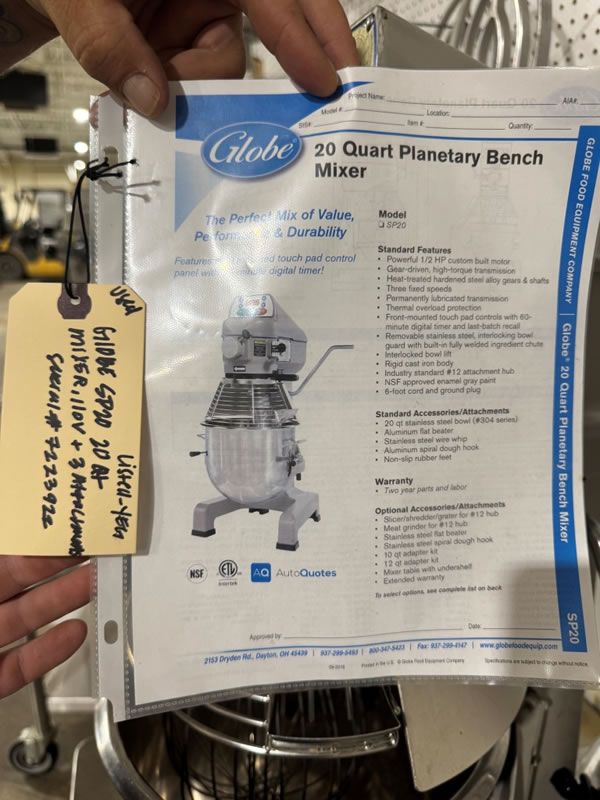 Project Name:
AIA#:
Model #:
Location:
SIS#:
Item #:
Quantity:
Globe
20 Quart Planetary Bench
Mixer
The Perfect Mix of Value,
& Durability
touch pad control
digital timer!
Model
❑ SP20
Standard Features
• Powerful 1/2 HP custom built motor
• Gear-driven, high-torque transmission
• Heat-treated hardened steel alloy gears & shafts
• Three fixed speeds
• Permanently lubricated transmission
• Thermal overload protection
• Front-mounted touch pad controls with 60-
minute digital timer and last-batch recall
• Removable stainless steel, interlocking bowl
guard with built-in fully welded ingredient chute
• Interlocked bowl lift
• Rigid cast iron body
• Industry standard #12 attachment hub
• NSF approved enamel gray paint
• 6-foot cord and ground plug
Standard Accessories/Attachments
• 20 qt stainless steel bowl (#304 series)
• Aluminum flat beater
• Stainless steel wire whip
• Aluminum spiral dough hook
• Non-slip rubber feet
Warranty
• Two year parts and labor
Optional Accessories/Attachments
• Slicer/shredder/grater for #12 hub
• Meat grinder for #12 hub
• Stainless steel flat beater
• Stainless steel spiral dough hook
• 10 qt adapter kit
• 12 qt adapter kit
• Mixer table with undershelf
• Extended warranty
To select options, see complete list on back
NSF
ETL
Intertek
AQ AutoQuotes
Approved by:
Date:
2153 Dryden Rd., Dayton, OH 45439 | 937-299-5493 | 800-347-5423 | Fax: 937-299-4147 | www.globefoodequip.com
Printed in the U.S. © Globe Food Equipment Company
Specifications are subject to change without notice.
GLOBE FOOD EQUIPMENT COMPANY | Globe® 20 Quart Planetary Bench Mixer
SP20
Used
GLOBE SP20 20 qt
MIXER, 110V + 3
Serial # 7223922